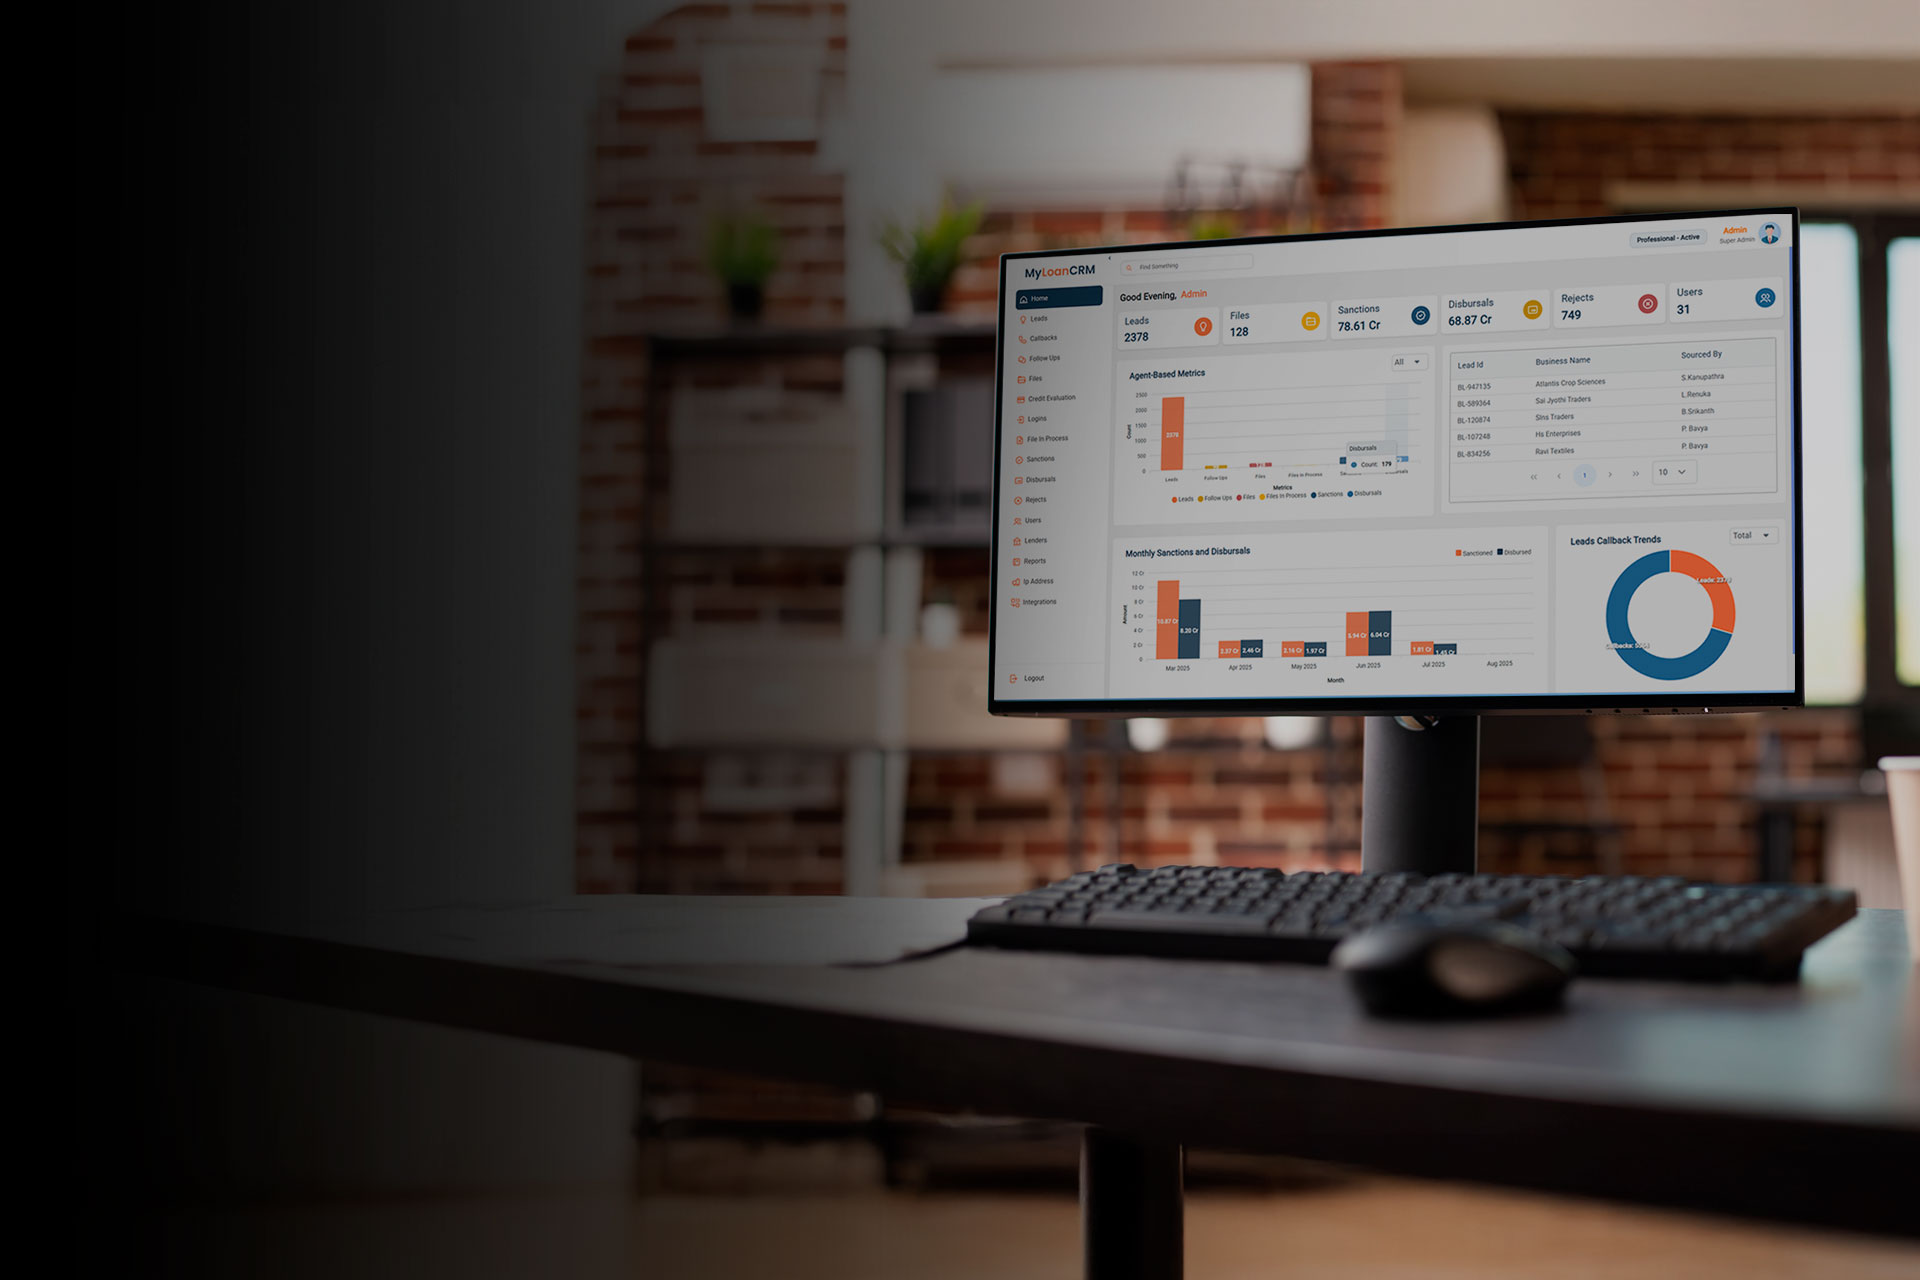 Professional - Active
Admin
Super Admin
MyLoanCRM
Find Something
Home
Leads
Callbacks
Follow Ups
Files
Credit Evaluation
Logins
File In Process
Sanctions
Disbursals
Rejects
Users
Lenders
Reports
Ip Address
Integrations
Logout
Good Evening, Admin
Leads
2378
Files
128
Sanctions
78.61 Cr
Disbursals
68.87 Cr
Rejects
749
Users
31
Agent-Based Metrics
All
2500
2000
1500
1000
500
0
Count
2378
Disbursals
Count: 179
Leads
Follow Ups
Files
Files In Process
Metrics
Leads Follow Ups Files Files In Process Sanctions Disbursals
Lead Id Business Name Sourced By
BL-947135 Atlantis Crop Sciences S.Kanupathra
BL-589364 Sai Jyothi Traders L.Renuka
BL-120874 Slns Traders B.Srikanth
BL-107248 Hs Enterprises P. Bavya
BL-834256 Ravi Textiles P. Bavya
1
10
Monthly Sanctions and Disbursals
Sanctioned Disbursed
12 Cr
10 Cr
8 Cr
6 Cr
4 Cr
2 Cr
0
Amount
10.87 Cr
8.20 Cr
2.37 Cr
2.46 Cr
2.16 Cr
1.97 Cr
5.94 Cr
6.04 Cr
1.81 Cr
1.45 Cr
Mar 2025
Apr 2025
May 2025
Jun 2025
Jul 2025
Aug 2025
Month
Leads Callback Trends
Total
Leads: 2378
Callbacks: